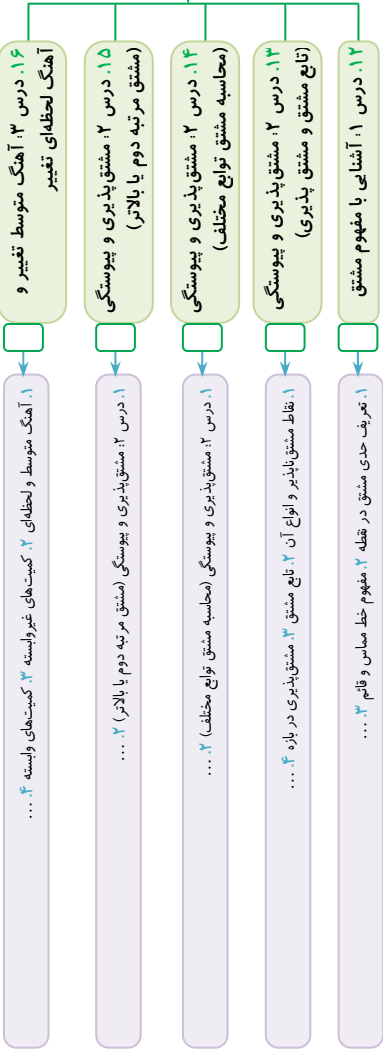 ۱۲. درس ۱: آشنایی با مفهوم مشتق
۱. تعریف حدی مشتق در نقطه ۲. مفهوم خط مماس و قائم ۳. ...
۱۳. درس ۲: مشتق‌پذیری و پیوستگی
(تابع مشتق و مشتق پذیری)
۱. نقاط مشتق‌ناپذیر و انواع آن ۲. تابع مشتق ۳. مشتق‌پذیری در بازه ۴. ...
۱۴. درس ۲: مشتق‌پذیری و پیوستگی
(محاسبه مشتق توابع مختلف)
۱. درس ۲: مشتق‌پذیری و پیوستگی (محاسبه مشتق توابع مختلف) ۲. ...
۱۵. درس ۲: مشتق‌پذیری و پیوستگی
(مشتق مرتبه دوم یا بالاتر)
۱. درس ۲: مشتق‌پذیری و پیوستگی (مشتق مرتبه دوم یا بالاتر) ۲. ...
۱۶. درس ۳: آهنگ متوسط تغییر و
آهنگ لحظه‌ای تغییر
۱. آهنگ متوسط و لحظه‌ای ۲. کمیت‌های غیروابسته ۳. کمیت‌های وابسته ۴. ...